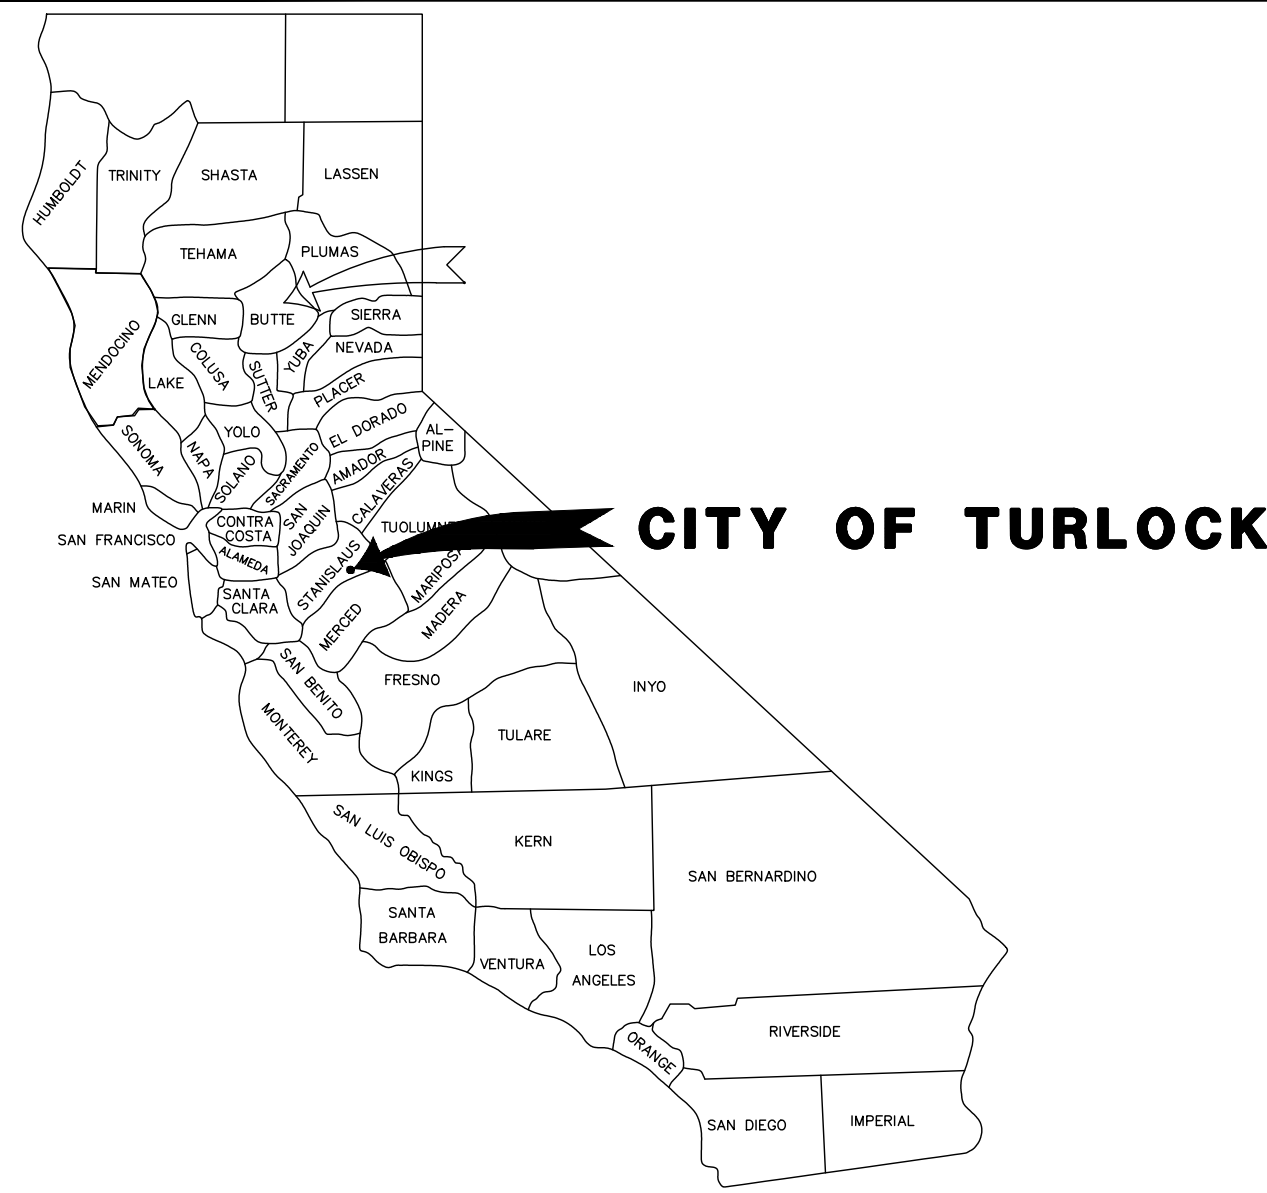 HUMBOLDT
TRINITY
SHASTA
LASSEN
TEHAMA
PLUMAS
MENDOCINO
GLENN
BUTTE
SIERRA
COLUSA
YUBA
NEVADA
LAKE
SUTTER
PLACER
SONOMA
NAPA
YOLO
EL DORADO
AL-
PINE
SOLANO
SACRAMENTO
AMADOR
CALAVERAS
MARIN
CONTRA
COSTA
SAN
JOAQUIN
TUOLUMNE
CITY OF TURLOCK
SAN FRANCISCO
ALAMEDA
STANISLAUS
MARIPOSA
SAN MATEO
SANTA
CLARA
MERCED
MADERA
SAN BENITO
FRESNO
INYO
MONTEREY
TULARE
KINGS
SAN LUIS OBISPO
KERN
SAN BERNARDINO
SANTA
BARBARA
VENTURA
LOS
ANGELES
ORANGE
RIVERSIDE
SAN DIEGO
IMPERIAL